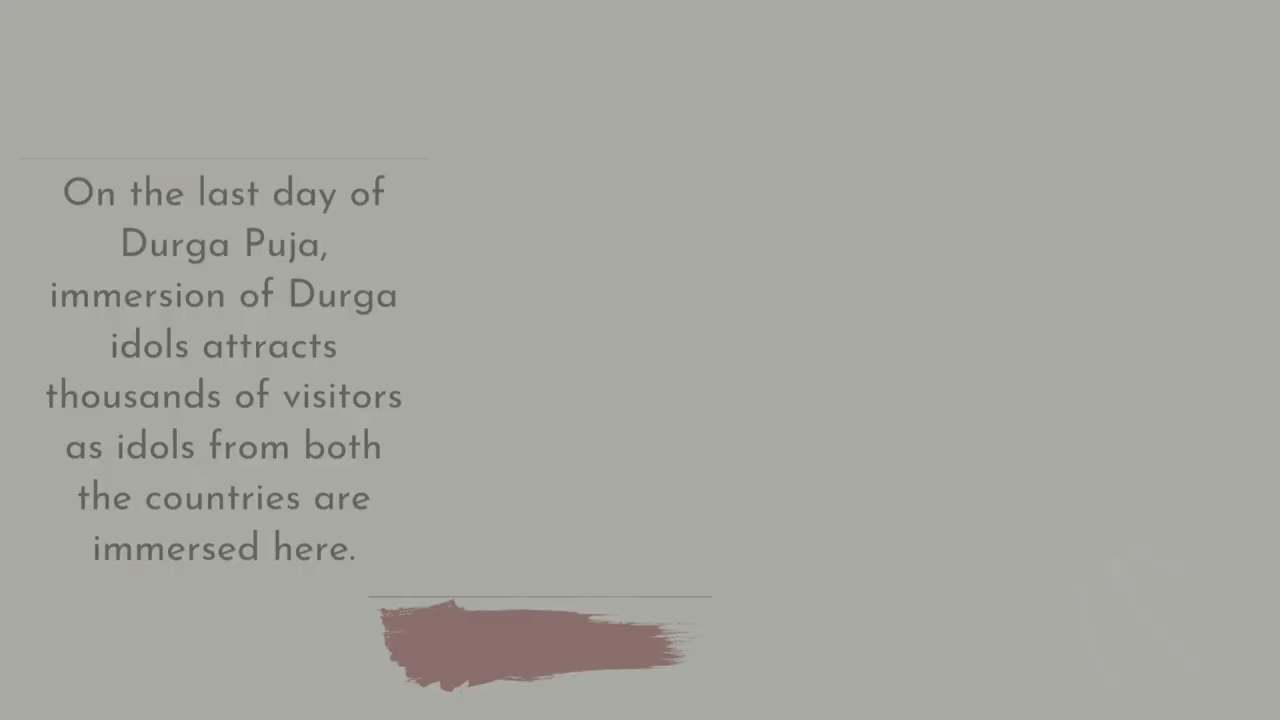 On the last day of
Durga Puja,
immersion of Durga
idols attracts
thousands of visitors
as idols from both
the countries are
immersed here.